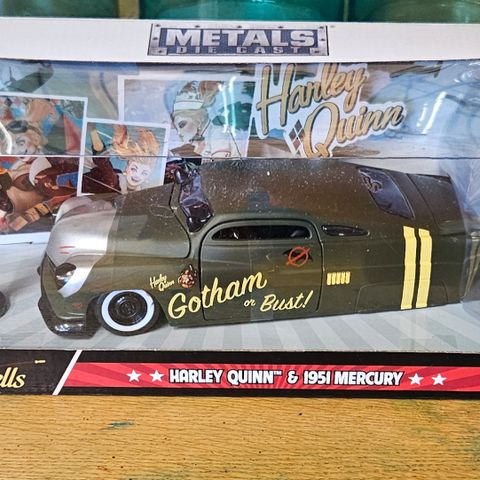 METALS
DIE CAST
Harley
Quinn
Harley
Quinn
Gotham
or Bust!
HARLEY QUINN™ & 1951 MERCURY